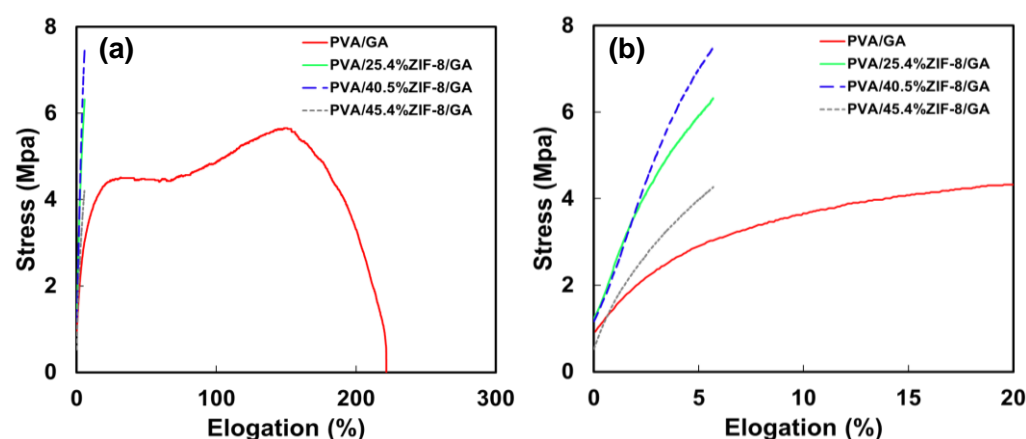 (a)
PVA/GA
PVA/25.4%ZIF-8/GA
PVA/40.5%ZIF-8/GA
PVA/45.4%ZIF-8/GA
8
6
4
2
0
Stress (Mpa)
0 100 200 300
Elogation (%)
(b)
PVA/GA
PVA/25.4%ZIF-8/GA
PVA/40.5%ZIF-8/GA
PVA/45.4%ZIF-8/GA
8
6
4
2
0
Stress (Mpa)
0 5 10 15 20
Elogation (%)